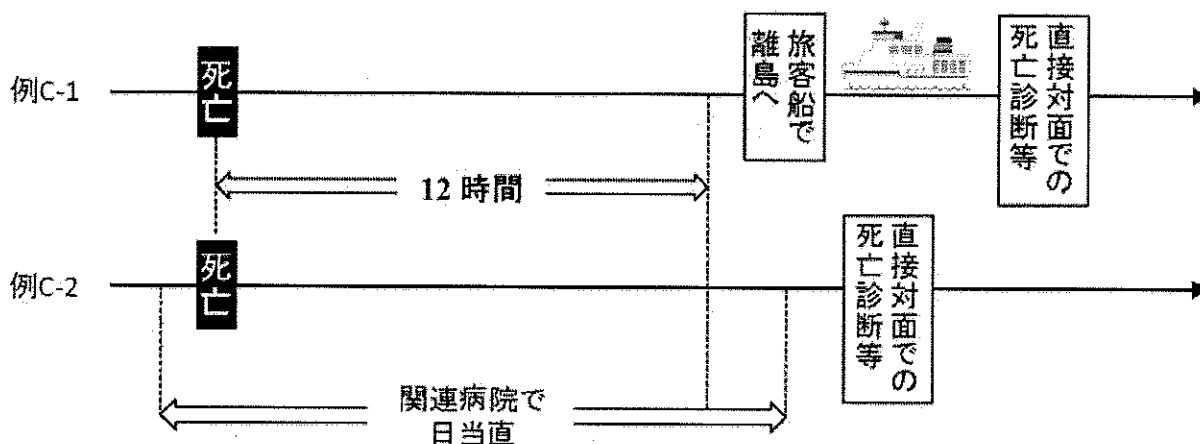 例C-1
死亡
旅客船で
離島へ
直接対面での
死亡診断等
12 時間
例C-2
死亡
直接対面での
死亡診断等
関連病院で
日当直